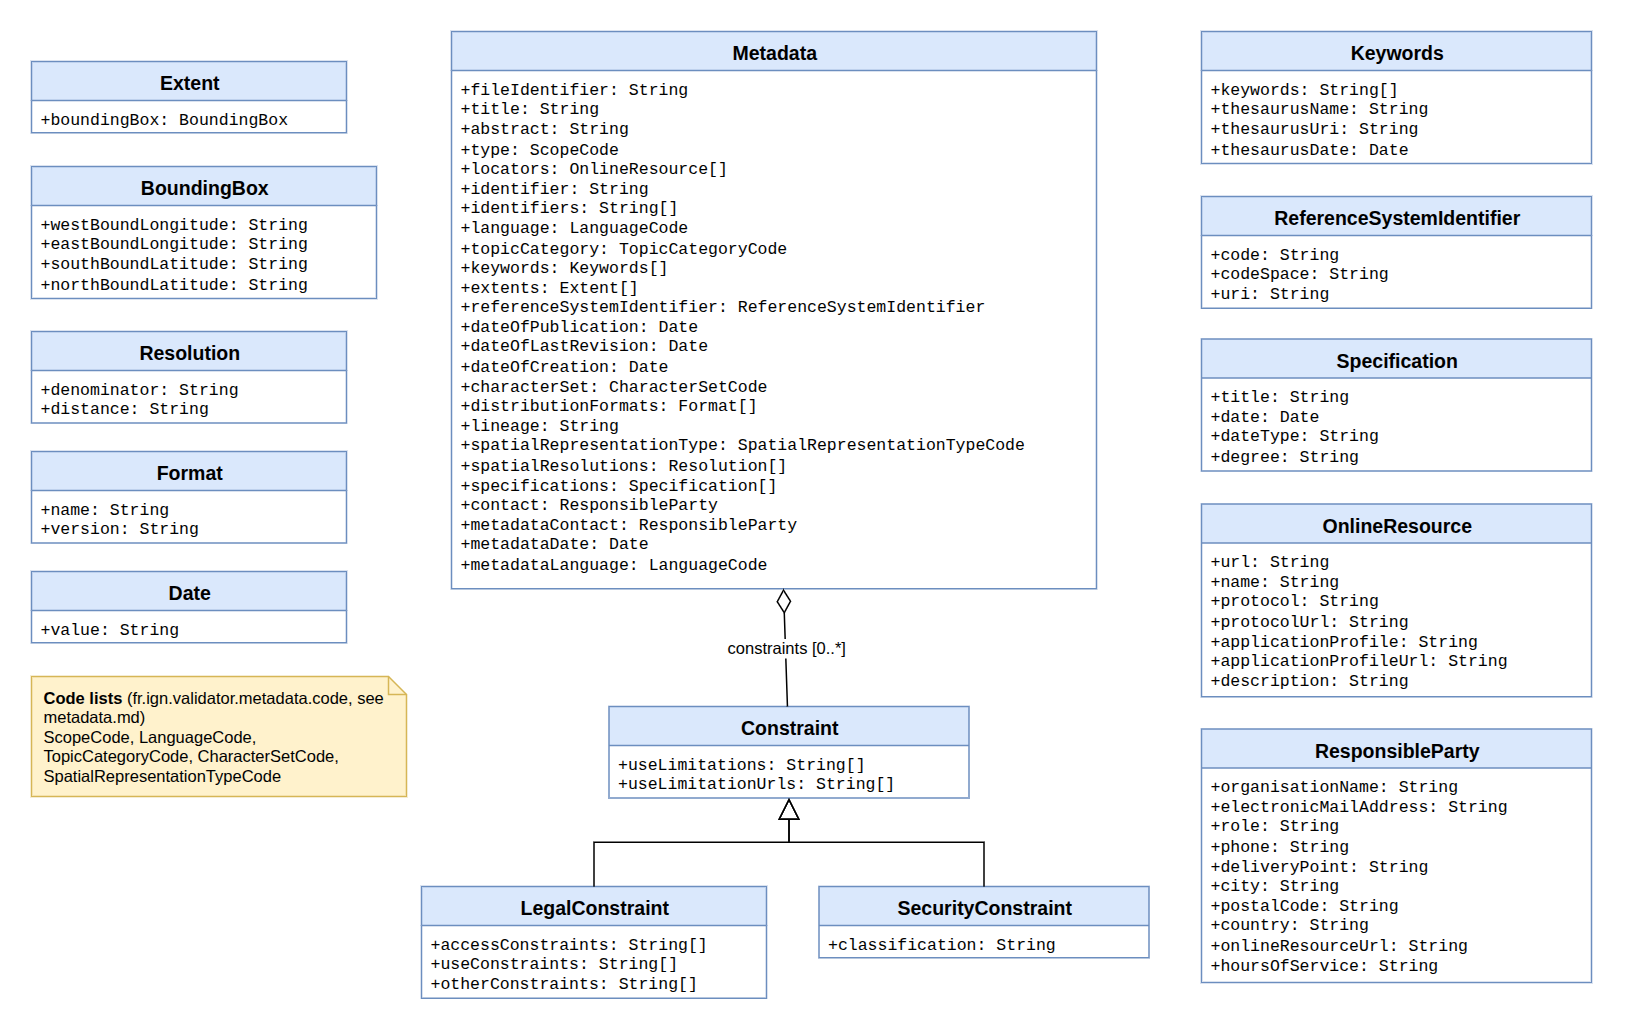 Extent
+boundingBox: BoundingBox
BoundingBox
+westBoundLongitude: String
+eastBoundLongitude: String
+southBoundLatitude: String
+northBoundLatitude: String
Resolution
+denominator: String
+distance: String
Format
+name: String
+version: String
Date
+value: String
Code lists (fr.ign.validator.metadata.code, see
metadata.md)
ScopeCode, LanguageCode,
TopicCategoryCode, CharacterSetCode,
SpatialRepresentationTypeCode
Metadata
+fileIdentifier: String
+title: String
+abstract: String
+type: ScopeCode
+locators: OnlineResource[]
+identifier: String
+identifiers: String[]
+language: LanguageCode
+topicCategory: TopicCategoryCode
+keywords: Keywords[]
+extents: Extent[]
+referenceSystemIdentifier: ReferenceSystemIdentifier
+dateOfPublication: Date
+dateOfLastRevision: Date
+dateOfCreation: Date
+characterSet: CharacterSetCode
+distributionFormats: Format[]
+lineage: String
+spatialRepresentationType: SpatialRepresentationTypeCode
+spatialResolutions: Resolution[]
+specifications: Specification[]
+contact: ResponsibleParty
+metadataContact: ResponsibleParty
+metadataDate: Date
+metadataLanguage: LanguageCode
constraints [0..*]
Constraint
+useLimitations: String[]
+useLimitationUrls: String[]
LegalConstraint
+accessConstraints: String[]
+useConstraints: String[]
+otherConstraints: String[]
SecurityConstraint
+classification: String
Keywords
+keywords: String[]
+thesaurusName: String
+thesaurusUri: String
+thesaurusDate: Date
ReferenceSystemIdentifier
+code: String
+codeSpace: String
+uri: String
Specification
+title: String
+date: Date
+dateType: String
+degree: String
OnlineResource
+url: String
+name: String
+protocol: String
+protocolUrl: String
+applicationProfile: String
+applicationProfileUrl: String
+description: String
ResponsibleParty
+organisationName: String
+electronicMailAddress: String
+role: String
+phone: String
+deliveryPoint: String
+city: String
+postalCode: String
+country: String
+onlineResourceUrl: String
+hoursOfService: String